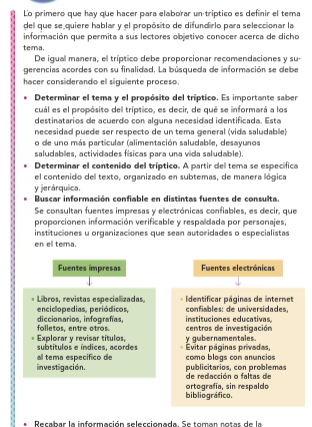 Lo primero que hay que hacer para elaborar un tríptico es definir el tema
del que se quiere hablar y el propósito de difundirlo para seleccionar la
información que permita a sus lectores objetivo conocer acerca de dicho
tema.
De igual manera, el tríptico debe proporcionar recomendaciones y su-
gerencias acordes con su finalidad. La búsqueda de información se debe
hacer considerando el siguiente proceso.
• Determinar el tema y el propósito del tríptico. Es importante saber
cuál es el propósito del tríptico, es decir, de qué se informará a los
destinatarios de acuerdo con alguna necesidad identificada. Esta
necesidad puede ser respecto de un tema general (vida saludable)
o de uno más particular (alimentación saludable, desayunos
saludables, actividades físicas para una vida saludable).
• Determinar el contenido del tríptico. A partir del tema se especifica
el contenido del texto, organizado en subtemas, de manera lógica
y jerárquica.
• Buscar información confiable en distintas fuentes de consulta.
Se consultan fuentes impresas y electrónicas confiables, es decir, que
proporcionen información verificable y respaldada por personajes,
instituciones u organizaciones que sean autoridades o especialistas
en el tema.
Fuentes impresas
• Libros, revistas especializadas,
enciclopedias, periódicos,
diccionarios, infografías,
folletos, entre otros.
• Explorar y revisar títulos,
subtítulos e índices, acordes
al tema específico de
investigación.
Fuentes electrónicas
• Identificar páginas de internet
confiables: de universidades,
instituciones educativas,
centros de investigación
y gubernamentales.
• Evitar páginas privadas,
como blogs con anuncios
publicitarios, con problemas
de redacción o faltas de
ortografía, sin respaldo
bibliográfico.
• Recabar la información seleccionada. Se toman notas de la